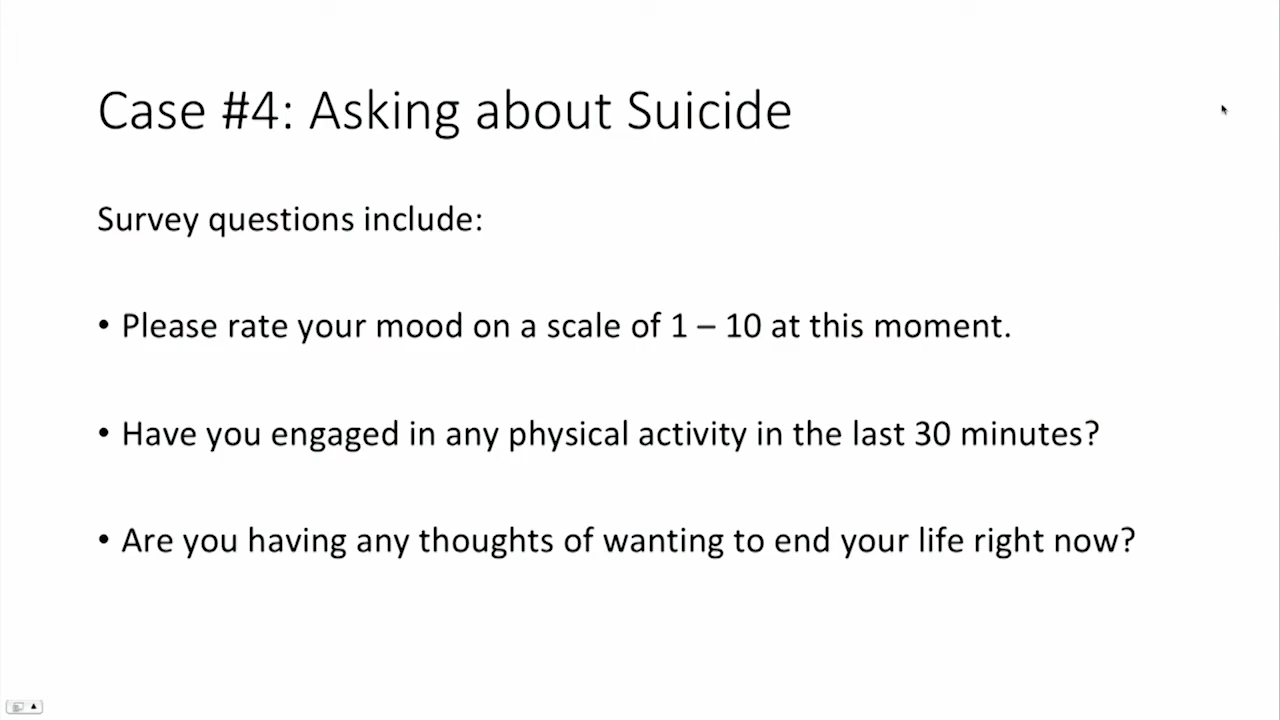 Case #4: Asking about Suicide
Survey questions include:
• Please rate your mood on a scale of 1 – 10 at this moment.
• Have you engaged in any physical activity in the last 30 minutes?
• Are you having any thoughts of wanting to end your life right now?